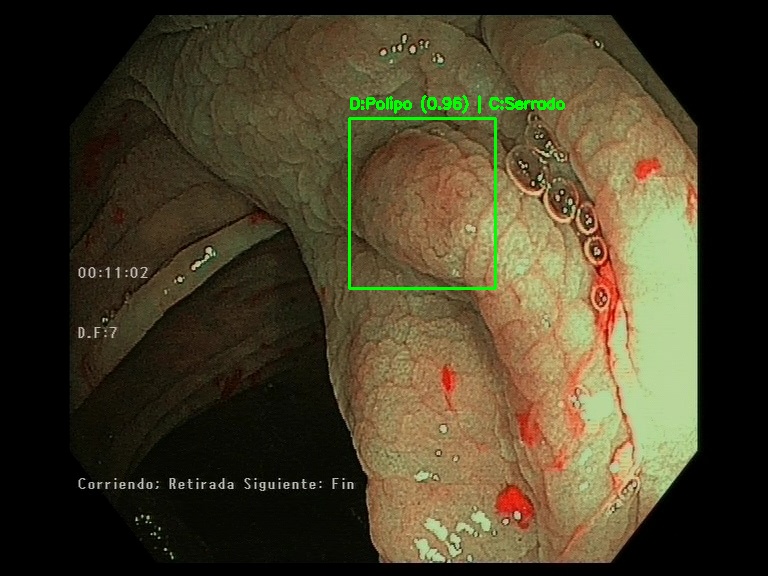 D:Polipo (0.96) | C:Serrado
00:11:02
D.F:7
Corriendo; Retirada Siguiente: Fin